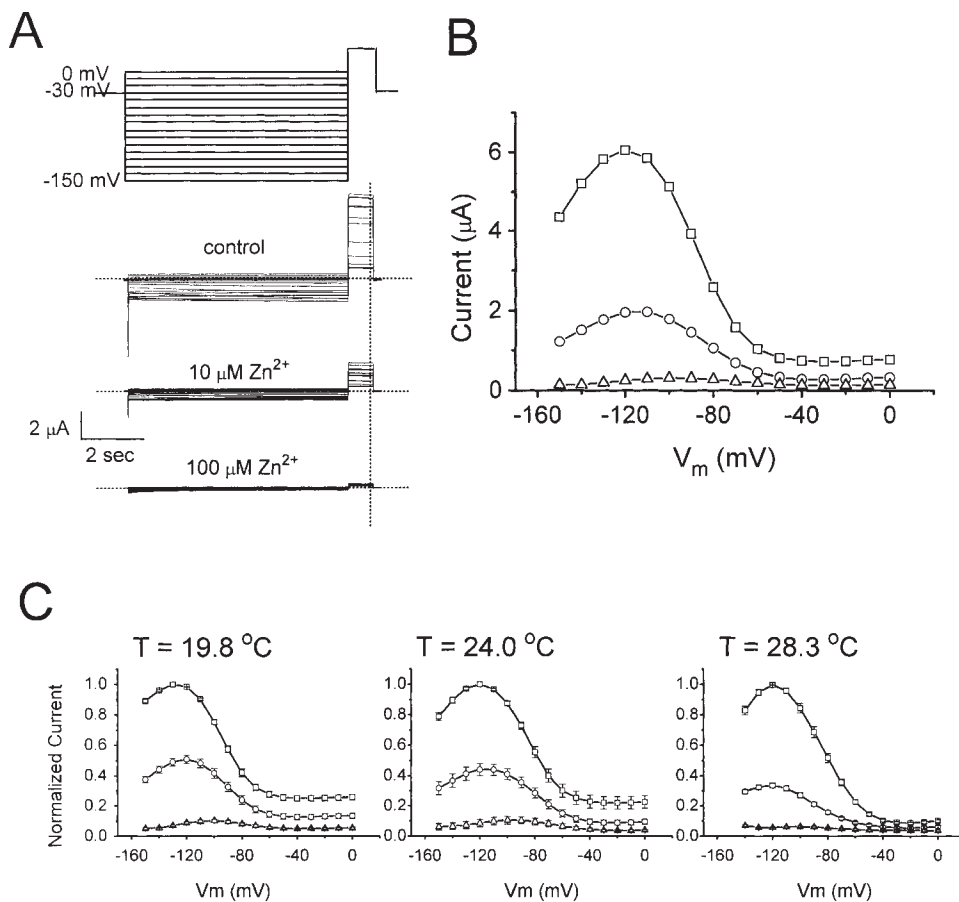 A
0 mV
-30 mV
-150 mV
control
10 μM Zn²⁺
2 μA
2 sec
100 μM Zn²⁺
B
Current (μA)
6
4
2
0
-160 -120 -80 -40 0
Vₘ (mV)
C
T = 19.8 °C
T = 24.0 °C
T = 28.3 °C
Normalized Current
1.0
0.8
0.6
0.4
0.2
0.0
-160 -120 -80 -40 0
Vm (mV)
1.0
0.8
0.6
0.4
0.2
0.0
-160 -120 -80 -40 0
Vm (mV)
1.0
0.8
0.6
0.4
0.2
0.0
-160 -120 -80 -40 0
Vm (mV)